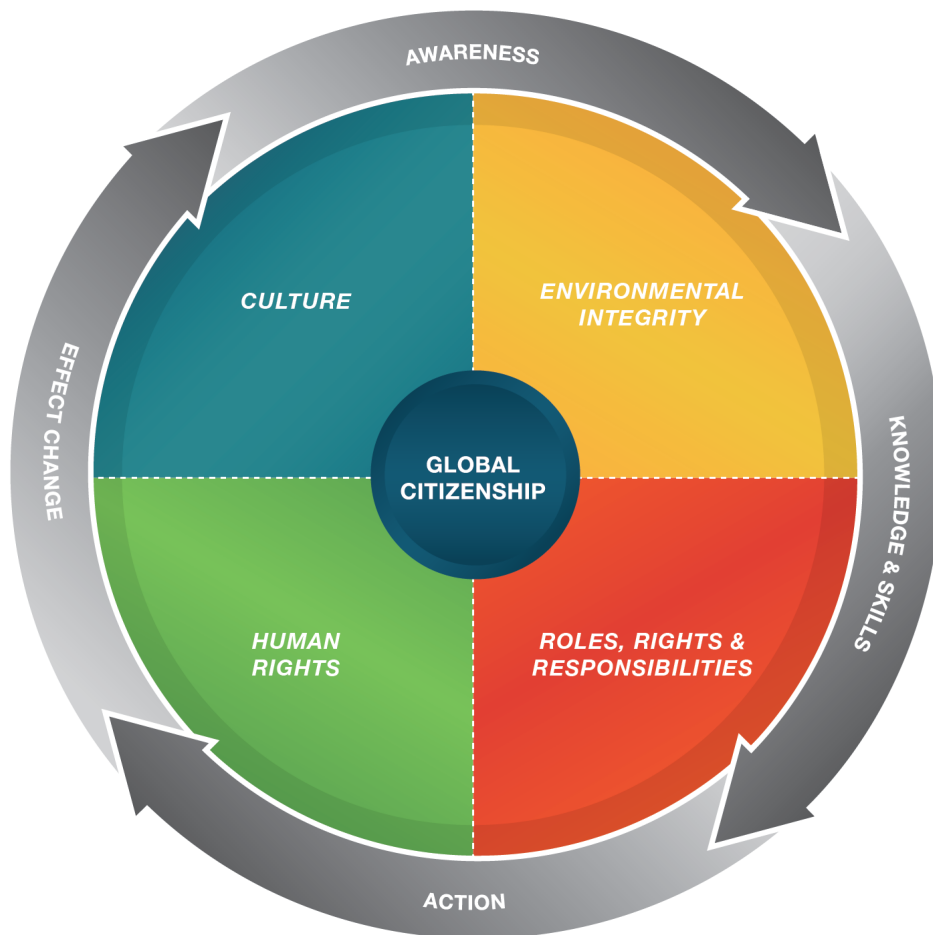 AWARENESS
CULTURE
ENVIRONMENTAL
INTEGRITY
EFFECT CHANGE
GLOBAL
CITIZENSHIP
KNOWLEDGE & SKILLS
HUMAN
RIGHTS
ROLES, RIGHTS &
RESPONSIBILITIES
ACTION